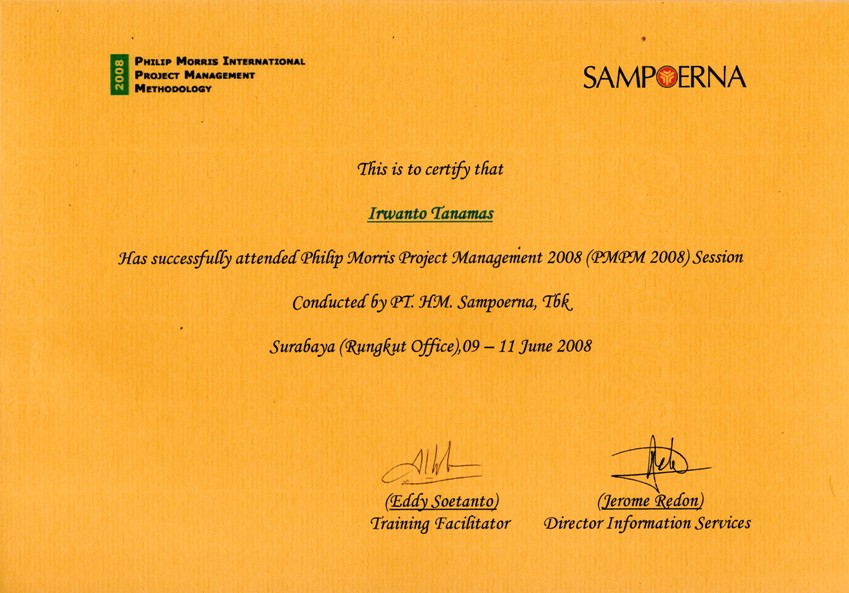 2008
PHILIP MORRIS INTERNATIONAL
PROJECT MANAGEMENT
METHODOLOGY
SAMPOERNA
This is to certify that
Irwanto Tanamas
Has successfully attended Philip Morris Project Management 2008 (PMPM 2008) Session
Conducted by PT. HM. Sampoerna, Tbk
Surabaya (Rungkut Office),09 – 11 June 2008
(Eddy Soetanto)
Training Facilitator
(Jerome Redon)
Director Information Services